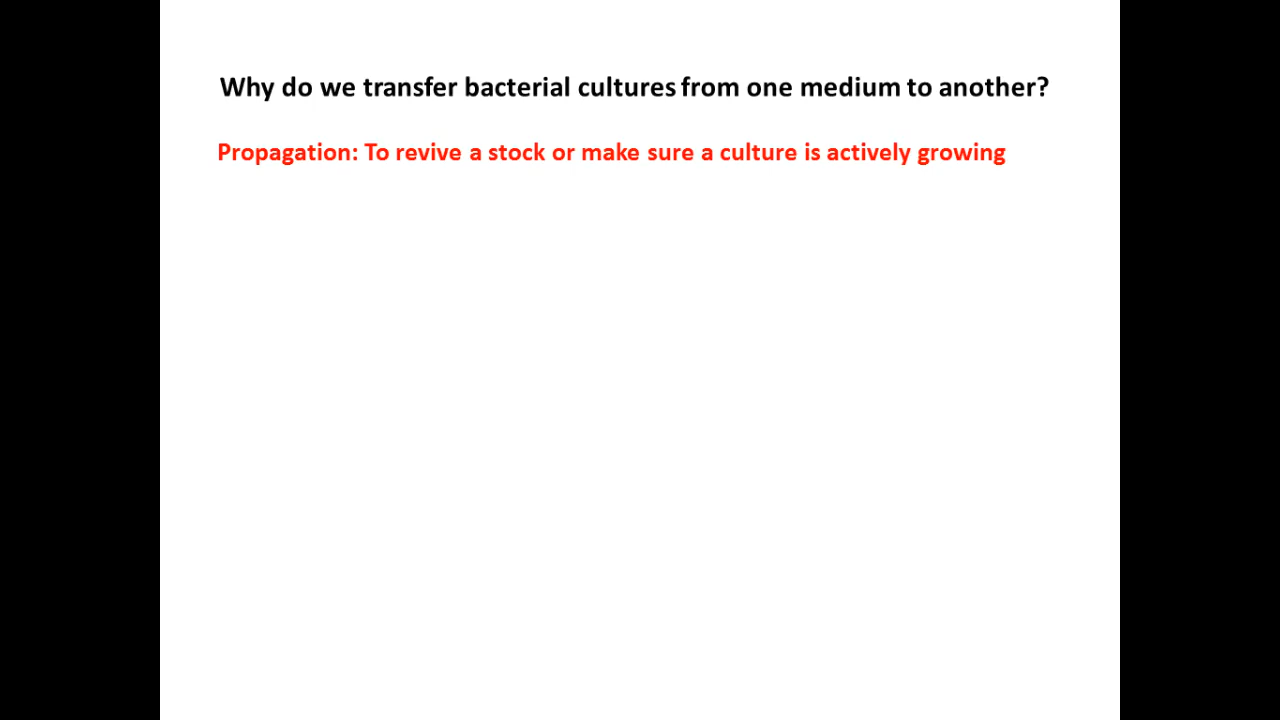 Why do we transfer bacterial cultures from one medium to another?
Propagation: To revive a stock or make sure a culture is actively growing